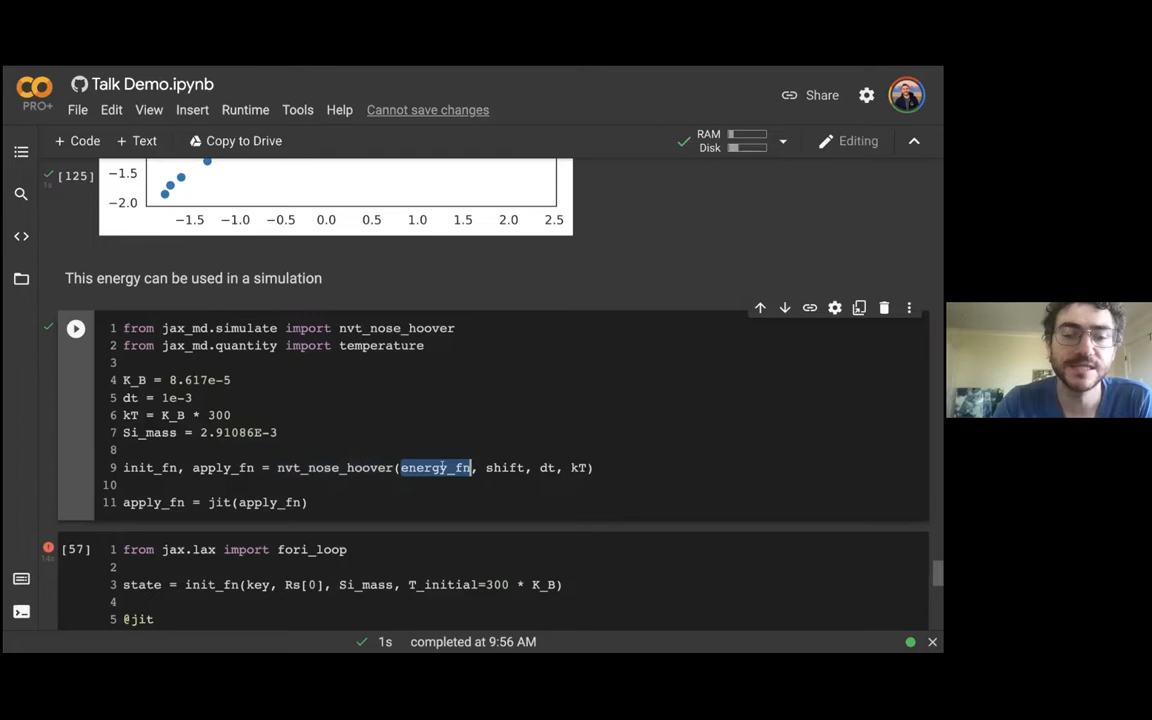 Talk Demo.ipynb
PRO+
File Edit View Insert Runtime Tools Help Cannot save changes
Share
+ Code + Text Copy to Drive
RAM
Disk
Editing
[125]
1s
−1.5
−2.0
−1.5 −1.0 −0.5 0.0 0.5 1.0 1.5 2.0 2.5
This energy can be used in a simulation
1 from jax_md.simulate import nvt_nose_hoover
2 from jax_md.quantity import temperature
3
4 K_B = 8.617e-5
5 dt = 1e-3
6 kT = K_B * 300
7 Si_mass = 2.91086E-3
8
9 init_fn, apply_fn = nvt_nose_hoover(energy_fn, shift, dt, kT)
10
11 apply_fn = jit(apply_fn)
[57]
14s
1 from jax.lax import fori_loop
2
3 state = init_fn(key, Rs[0], Si_mass, T_initial=300 * K_B)
4
5 @jit
1s completed at 9:56 AM